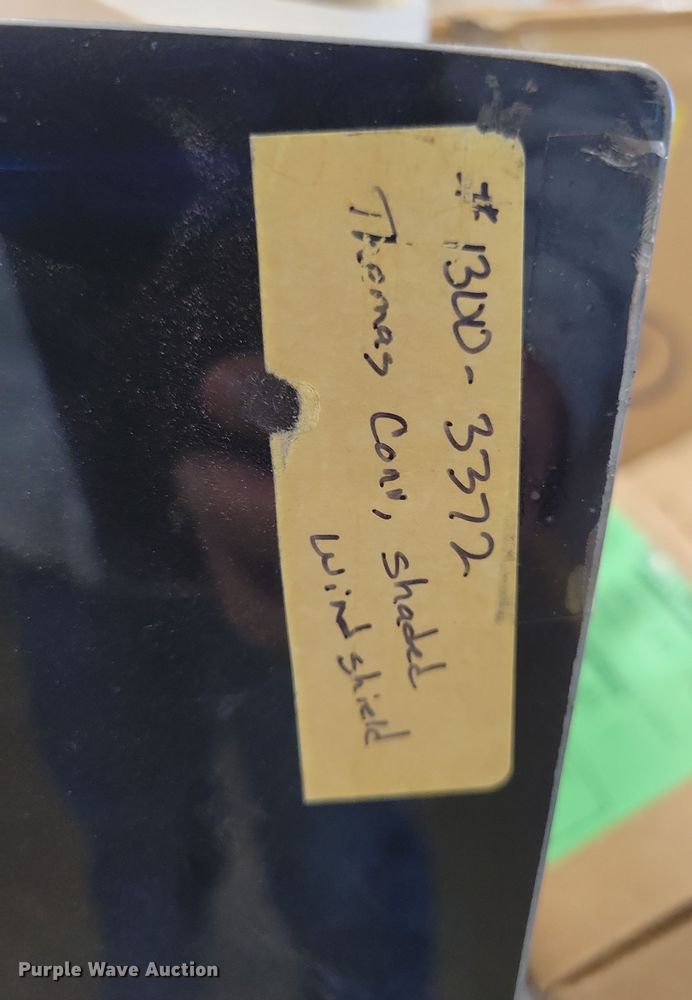 #1300-3372
Thomas Conv, shaded
windshield
Purple Wave Auction